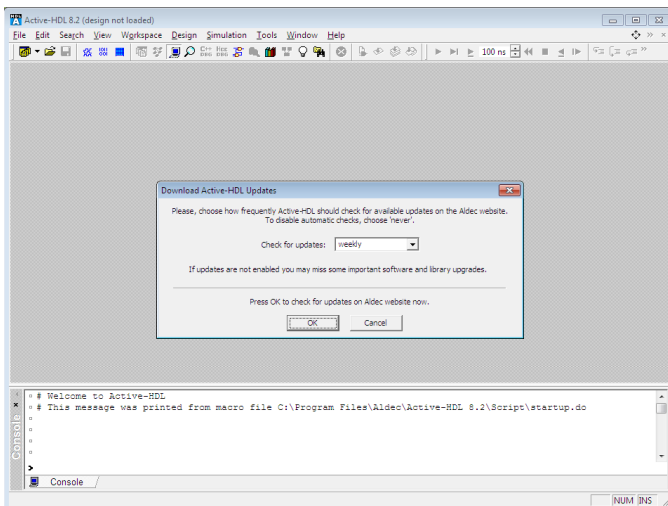 Active-HDL 8.2 (design not loaded)
File Edit Search View Workspace Design Simulation Tools Window Help
100 ns
Download Active-HDL Updates
Please, choose how frequently Active-HDL should check for available updates on the Aldec website.
To disable automatic checks, choose 'never'.
Check for updates: weekly
If updates are not enabled you may miss some important software and library upgrades.
Press OK to check for updates on Aldec website now.
OK Cancel
# Welcome to Active-HDL
# This message was printed from macro file C:\Program Files\Aldec\Active-HDL 8.2\Script\startup.do
Console
>
Console
NUM INS